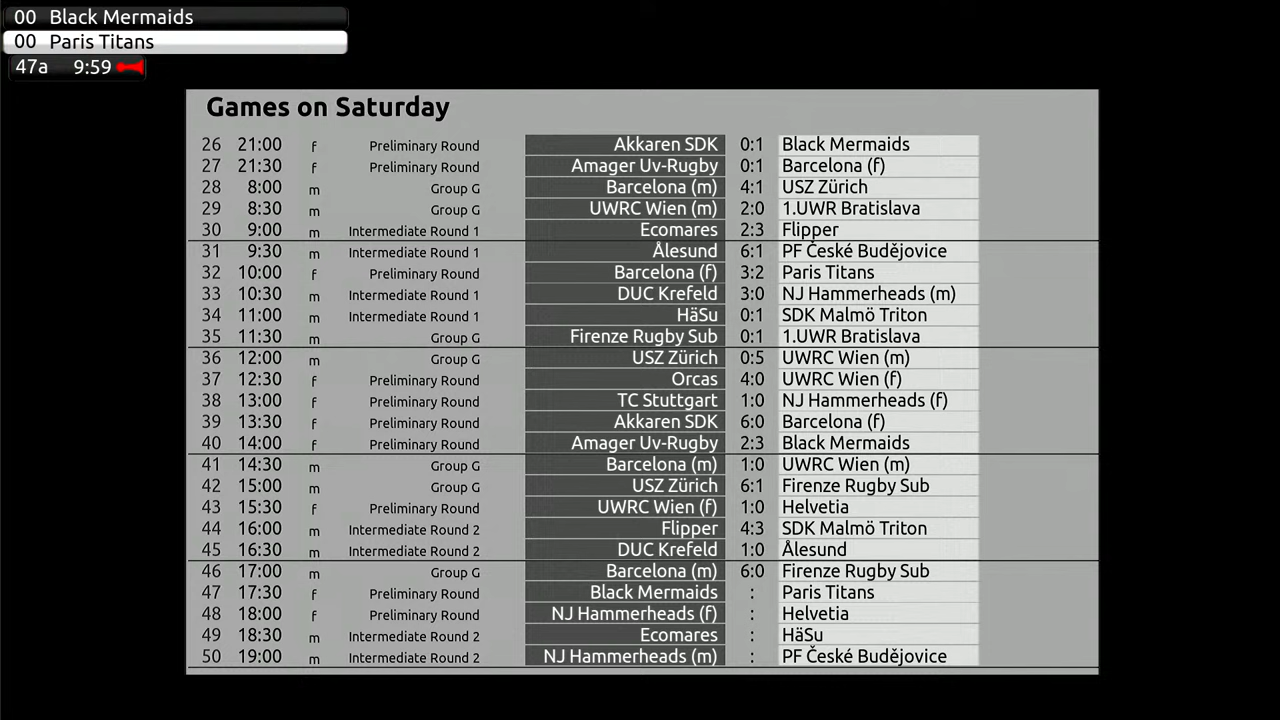 00 Black Mermaids
00 Paris Titans
47a 9:59
Games on Saturday
26 21:00 f Preliminary Round Akkaren SDK 0:1 Black Mermaids
27 21:30 f Preliminary Round Amager Uv-Rugby 0:1 Barcelona (f)
28 8:00 m Group G Barcelona (m) 4:1 USZ Zürich
29 8:30 m Group G UWRC Wien (m) 2:0 1.UWR Bratislava
30 9:00 m Intermediate Round 1 Ecomares 2:3 Flipper
31 9:30 m Intermediate Round 1 Ålesund 6:1 PF České Budějovice
32 10:00 f Preliminary Round Barcelona (f) 3:2 Paris Titans
33 10:30 m Intermediate Round 1 DUC Krefeld 3:0 NJ Hammerheads (m)
34 11:00 m Intermediate Round 1 HäSu 0:1 SDK Malmö Triton
35 11:30 m Group G Firenze Rugby Sub 0:1 1.UWR Bratislava
36 12:00 m Group G USZ Zürich 0:5 UWRC Wien (m)
37 12:30 f Preliminary Round Orcas 4:0 UWRC Wien (f)
38 13:00 f Preliminary Round TC Stuttgart 1:0 NJ Hammerheads (f)
39 13:30 f Preliminary Round Akkaren SDK 6:0 Barcelona (f)
40 14:00 f Preliminary Round Amager Uv-Rugby 2:3 Black Mermaids
41 14:30 m Group G Barcelona (m) 1:0 UWRC Wien (m)
42 15:00 m Group G USZ Zürich 6:1 Firenze Rugby Sub
43 15:30 f Preliminary Round UWRC Wien (f) 1:0 Helvetia
44 16:00 m Intermediate Round 2 Flipper 4:3 SDK Malmö Triton
45 16:30 m Intermediate Round 2 DUC Krefeld 1:0 Ålesund
46 17:00 m Group G Barcelona (m) 6:0 Firenze Rugby Sub
47 17:30 f Preliminary Round Black Mermaids : Paris Titans
48 18:00 f Preliminary Round NJ Hammerheads (f) : Helvetia
49 18:30 m Intermediate Round 2 Ecomares : HäSu
50 19:00 m Intermediate Round 2 NJ Hammerheads (m) : PF České Budějovice